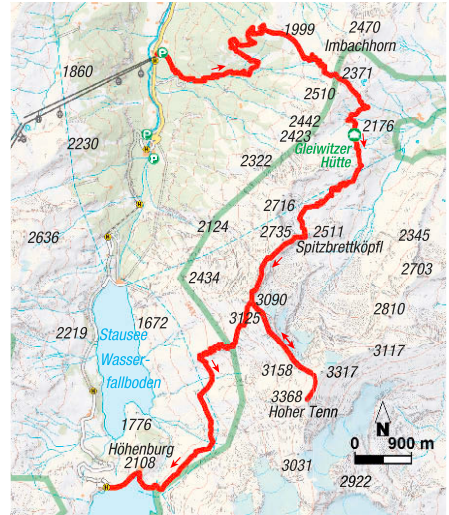 2470
1999
Imbachhorn
P
H
1860
2371
2510
2442
2176
P
2423
2230
H
P
Gleiwitzer
Hütte
2322
2716
H
2124
2735
2511
2345
H
2636
Spitzbrettköpfl
2703
2434
3090
2810
3125
2219
Stausee
1672
Wasser-
fallboden
3117
3158
3317
H
3368
Hoher Tenn
1776
N
Höhenburg
0 900 m
2108
3031
2922
H